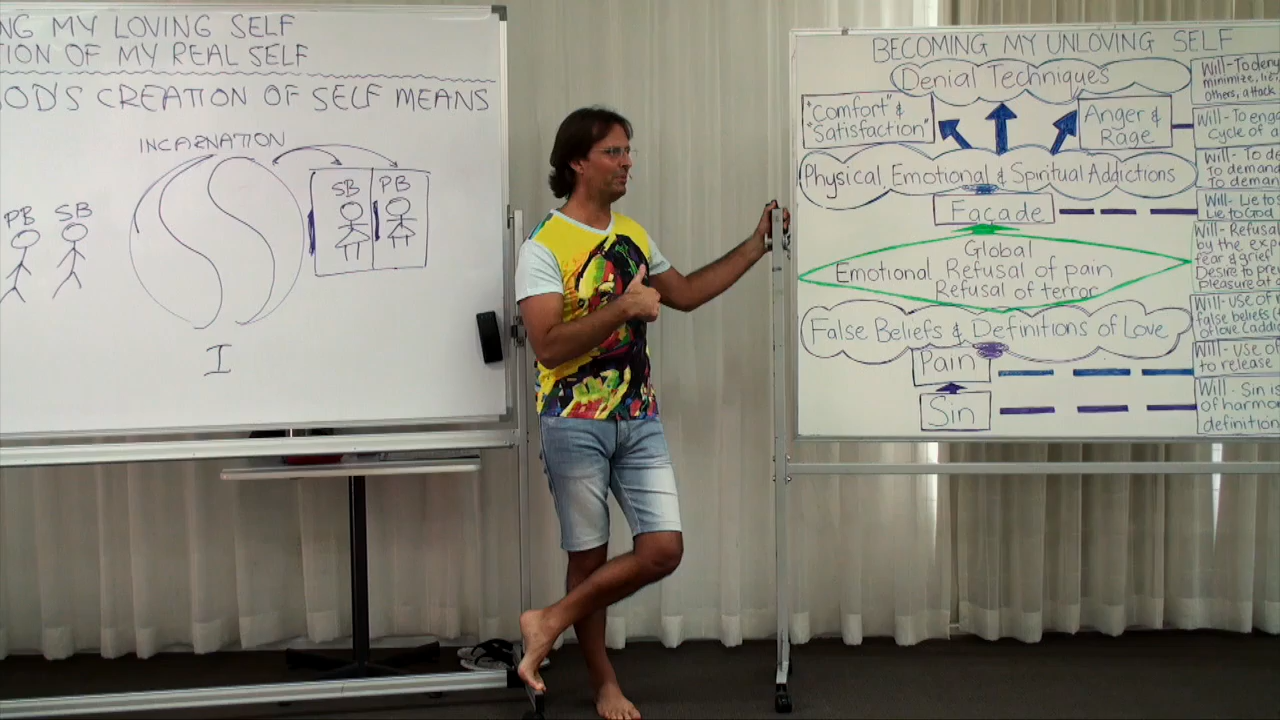 NG MY LOVING SELF
TION OF MY REAL SELF
OD'S CREATION OF SELF MEANS
INCARNATION
PB SB
SB PB
I
BECOMING MY UNLOVING SELF
Denial Techniques
"Comfort" &
"Satisfaction"
Anger &
Rage
Physical, Emotional & Spiritual Addictions
Façade
Global
Emotional Refusal of pain
Refusal of terror
False Beliefs & Definitions of Love
Pain
Sin
Will - To deny
minimize, lie
others, attack
Will - To eng
cycle of a
Will - To de
To deman
To deman
Will - Lie to s
Lie to God
Will - Refusal
by the exp
fear & grief
Desire to pre
pleasure at
Will - use of
false beliefs
of love
Will - use of
to release
Will - Sin is
of harmo
definition